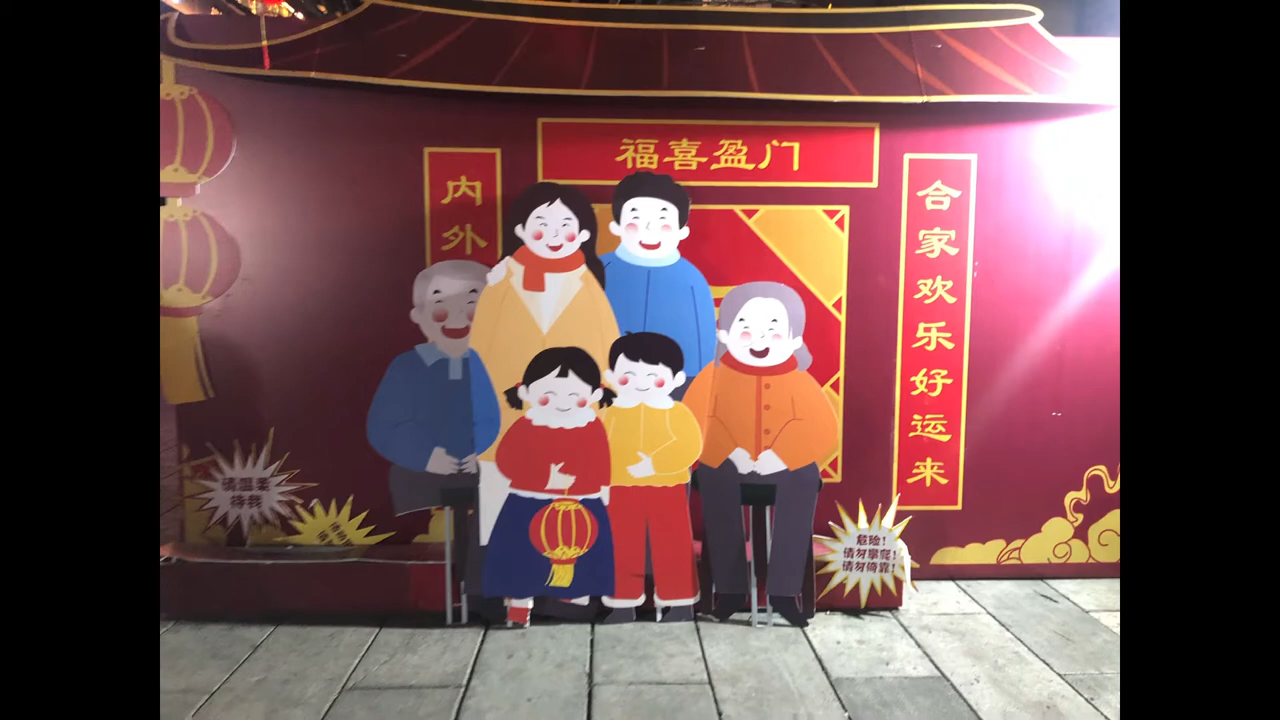 福喜盈门
内外
合家欢乐好运来
请温柔
待我
危险！
请勿攀爬！
请勿倚靠！